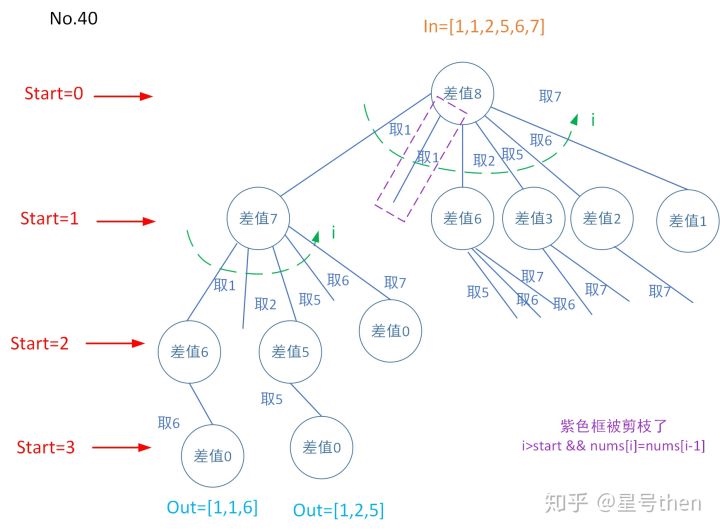 No.40
In=[1,1,2,5,6,7]
Start=0
差值8
取7
i
取1
取1
取2
取5
取6
Start=1
差值7
差值6
差值3
差值2
差值1
i
取1
取2
取5
取6
取7
取5
取6
取7
取6
取7
取7
Start=2
差值6
差值5
差值0
取6
取5
Start=3
差值0
差值0
紫色框被剪枝了
i>start && nums[i]=nums[i-1]
Out=[1,1,6]
Out=[1,2,5]
知乎 @星号then